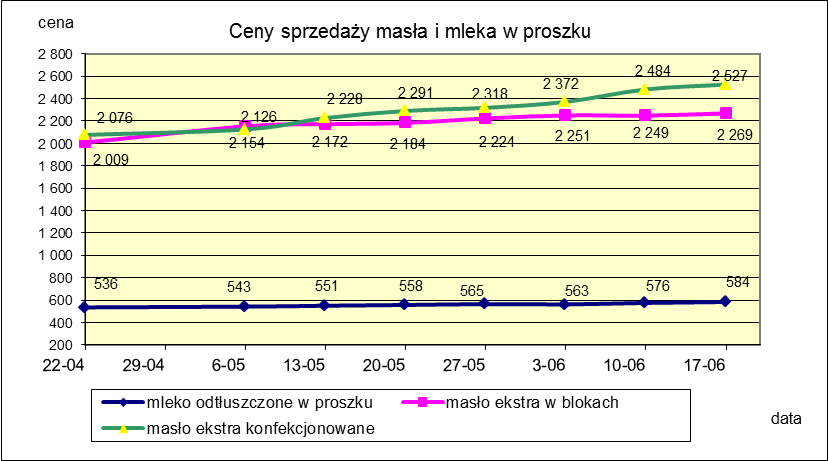 cena
Ceny sprzedaży masła i mleka w proszku
2 800
2 600
2 400
2 200
2 000
1 800
1 600
1 400
1 200
1 000
800
600
400
200
2 076 2 126 2 228 2 291 2 318 2 372 2 484 2 527
2 009 2 154 2 172 2 184 2 224 2 251 2 249 2 269
536 543 551 558 565 563 576 584
22-04 29-04 6-05 13-05 20-05 27-05 3-06 10-06 17-06
mleko odtłuszczone w proszku masło ekstra w blokach
masło ekstra konfekcjonowane
data